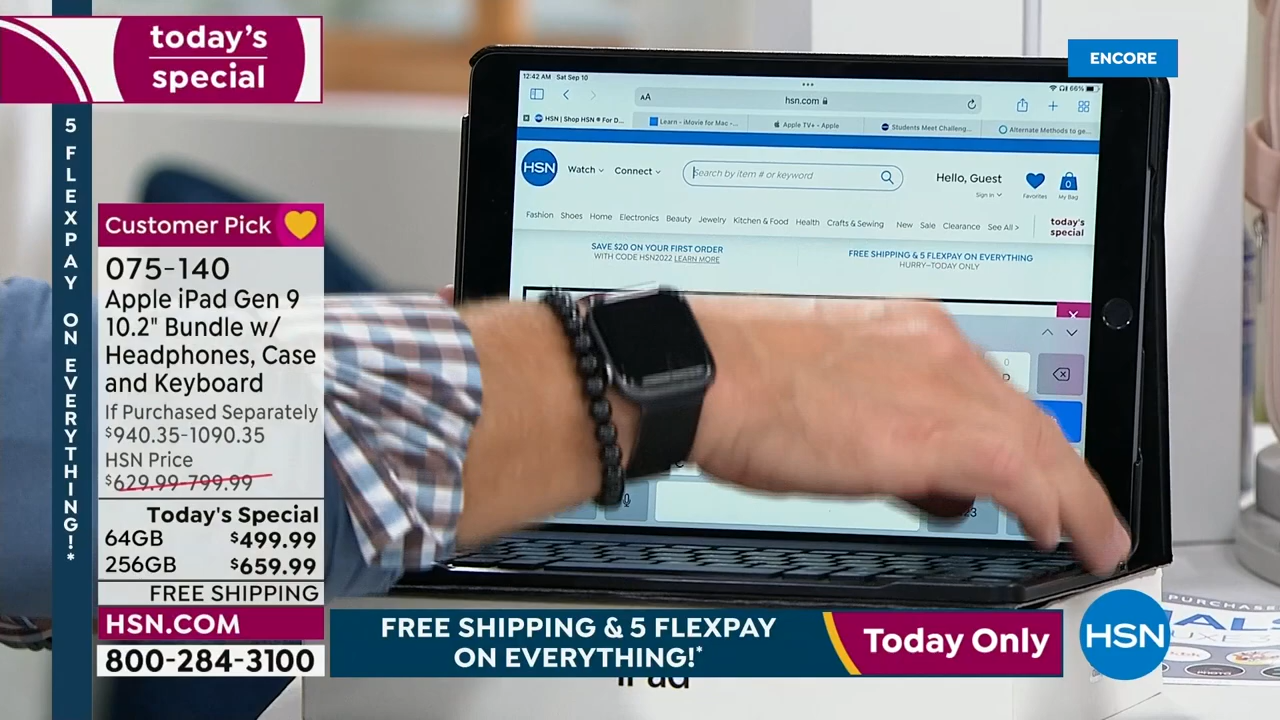 today's
special
ENCORE
5 FLEXPAY ON EVERYTHING!*
Customer Pick
075-140
Apple iPad Gen 9
10.2" Bundle w/
Headphones, Case
and Keyboard
If Purchased Separately
$940.35-1090.35
HSN Price
$629.99-799.99
Today's Special
64GB $499.99
256GB $659.99
FREE SHIPPING
HSN.COM
800-284-3100
12:42 AM Sat Sep 10
66%
AA hsn.com
HSN | Shop HSN ® For D...
Learn - iMovie for Mac -...
Apple TV+ - Apple
Students Meet Challeng...
Alternate Methods to ge...
HSN
Watch Connect
Search by item # or keyword
Hello, Guest
Sign in
Favorites
0
My Bag
Fashion Shoes Home Electronics Beauty Jewelry Kitchen & Food Health Crafts & Sewing New Sale Clearance See All >
today's
special
SAVE $20 ON YOUR FIRST ORDER
WITH CODE HSN2022 LEARN MORE
FREE SHIPPING & 5 FLEXPAY ON EVERYTHING
HURRY–TODAY ONLY
FREE SHIPPING & 5 FLEXPAY
ON EVERYTHING!*
Today Only
HSN
iPad